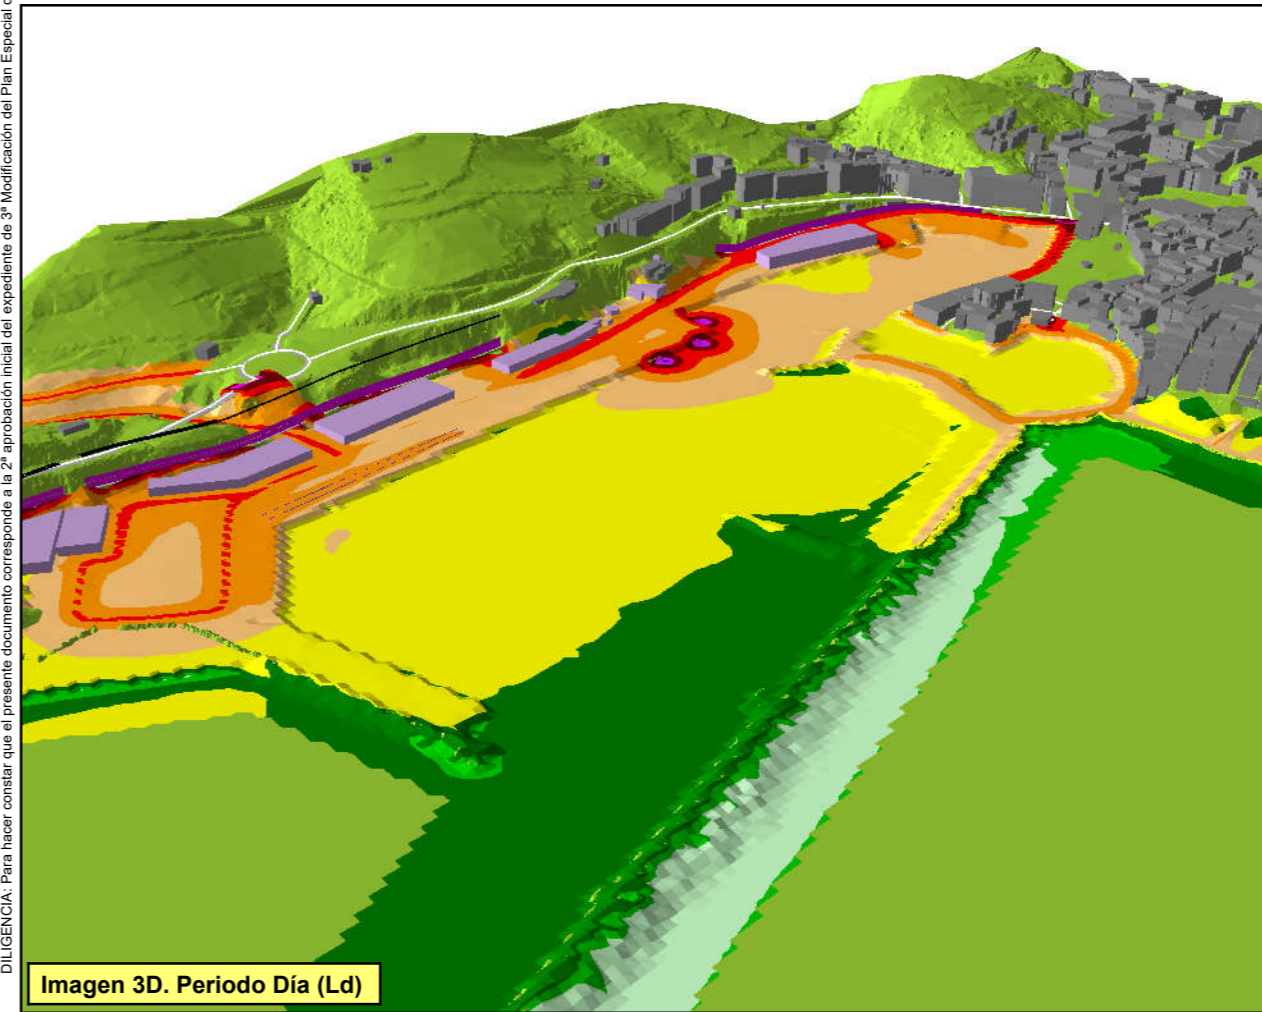 DILIGENCIA: Para hacer constar que el presente documento corresponde a la 2ª aprobación inicial del expediente de 3ª Modificación del Plan Especial
Imagen 3D. Periodo Día (Ld)